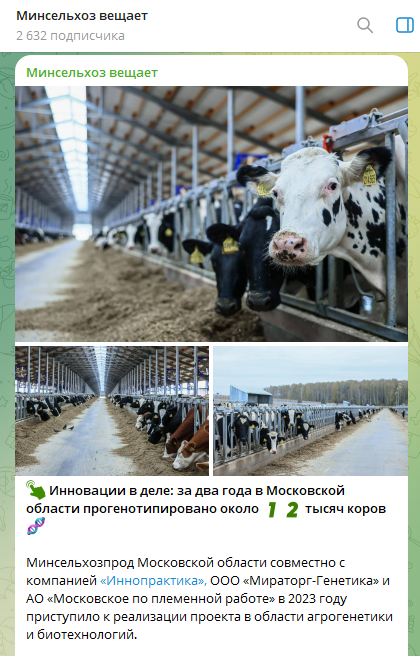 Минсельхоз вещает
2 632 подписчика
Минсельхоз вещает
Инновации в деле: за два года в Московской
области прогенотипировано около 1 2 тысяч коров
Минсельхозпрод Московской области совместно с
компанией «Иннопрактика», ООО «Мираторг-Генетика» и
АО «Московское по племенной работе» в 2023 году
приступило к реализации проекта в области агрогенетики
и биотехнологий.